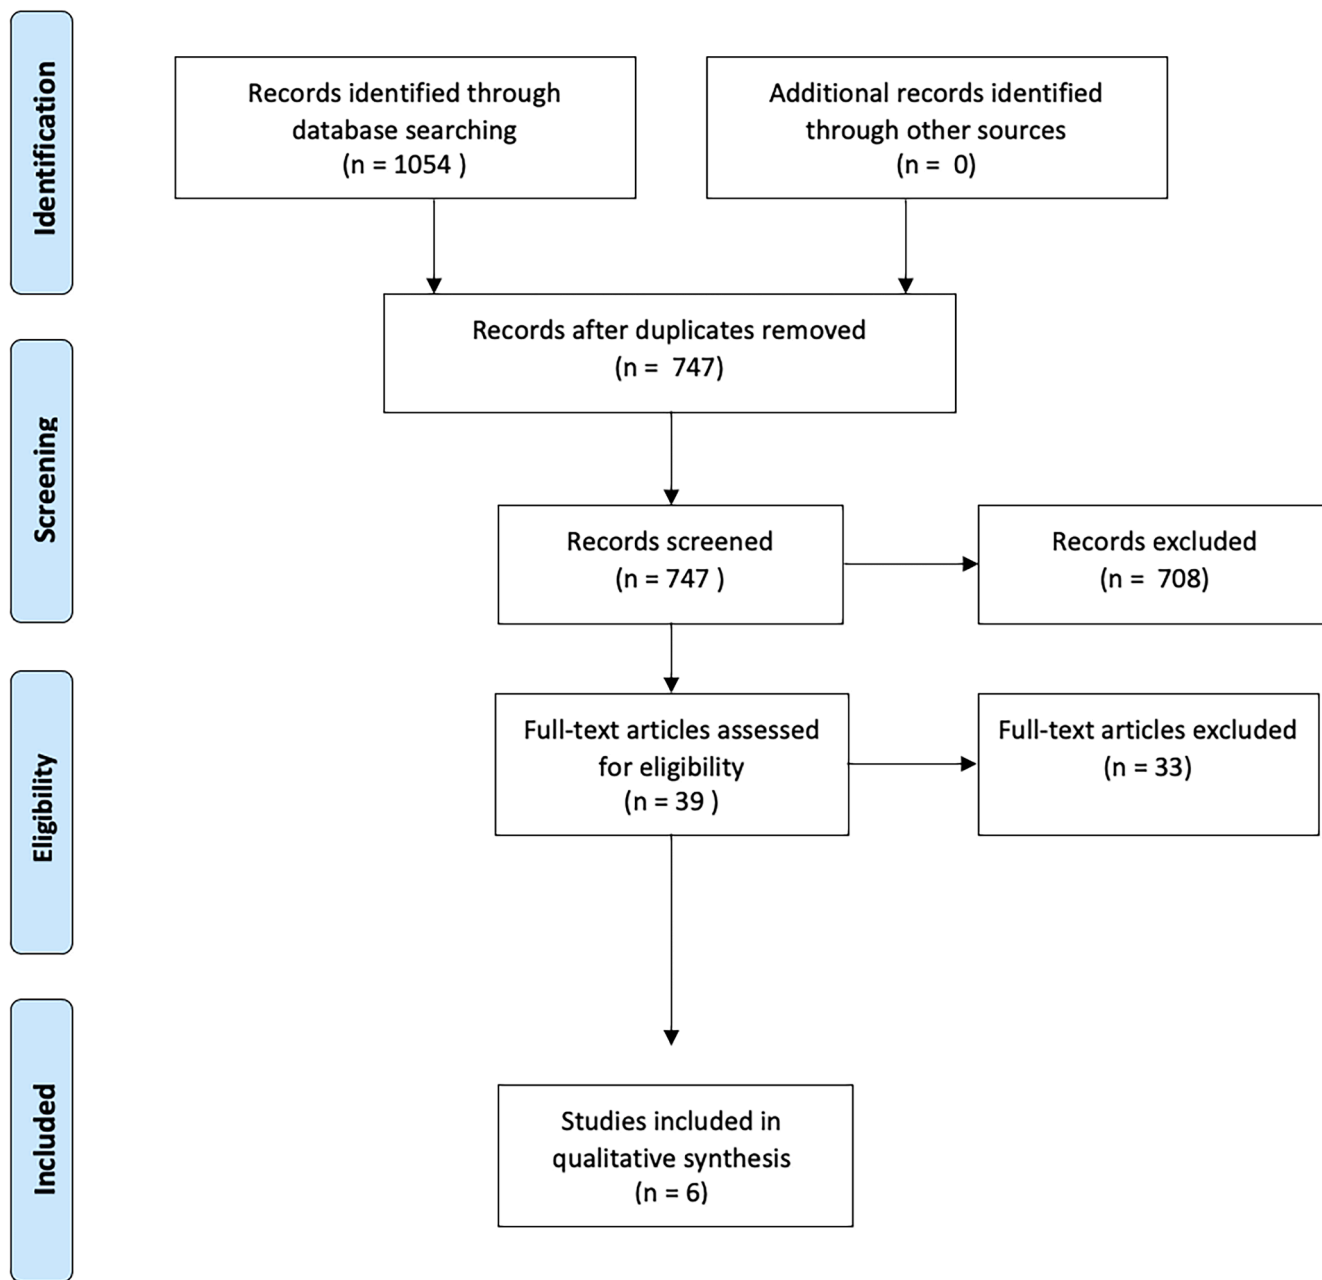 Identification
Records identified through
database searching
(n = 1054 )
Additional records identified
through other sources
(n =  0)
Records after duplicates removed
(n =  747)
Screening
Records screened
(n = 747 )
Records excluded
(n =  708)
Eligibility
Full-text articles assessed
for eligibility
(n = 39 )
Full-text articles excluded
(n = 33)
Included
Studies included in
qualitative synthesis
(n = 6)